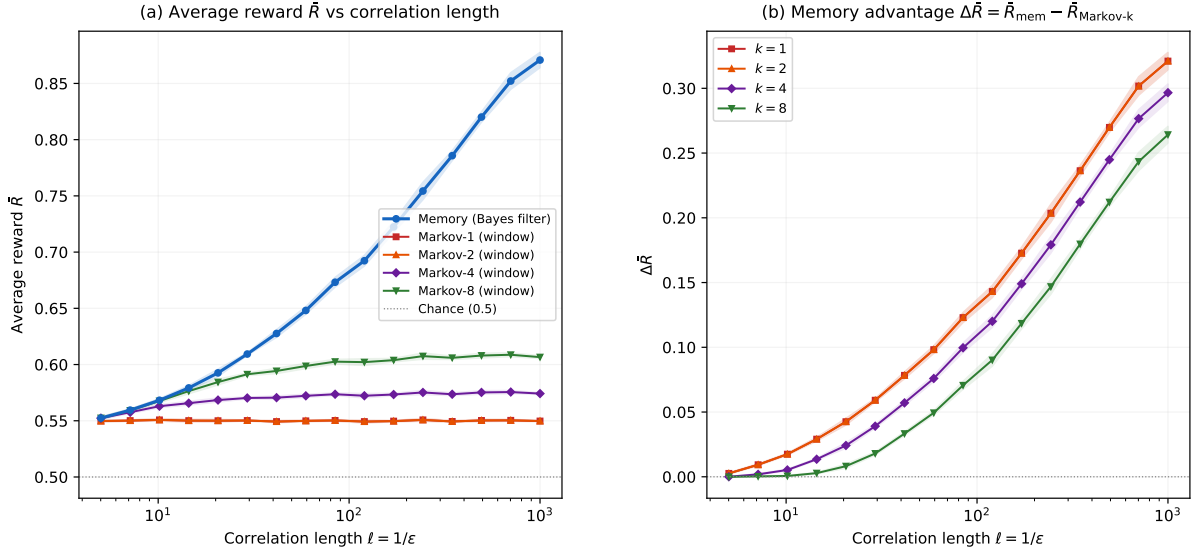 (a) Average reward R̄ vs correlation length
0.85
0.80
0.75
0.70
0.65
0.60
0.55
0.50
Average reward R̄
10¹
10²
10³
Correlation length ℓ = 1/ε
Memory (Bayes filter)
Markov-1 (window)
Markov-2 (window)
Markov-4 (window)
Markov-8 (window)
Chance (0.5)
(b) Memory advantage ΔR̄ = R̄mem − R̄Markov-k
k = 1
k = 2
k = 4
k = 8
0.30
0.25
0.20
0.15
0.10
0.05
0.00
ΔR̄
10¹
10²
10³
Correlation length ℓ = 1/ε